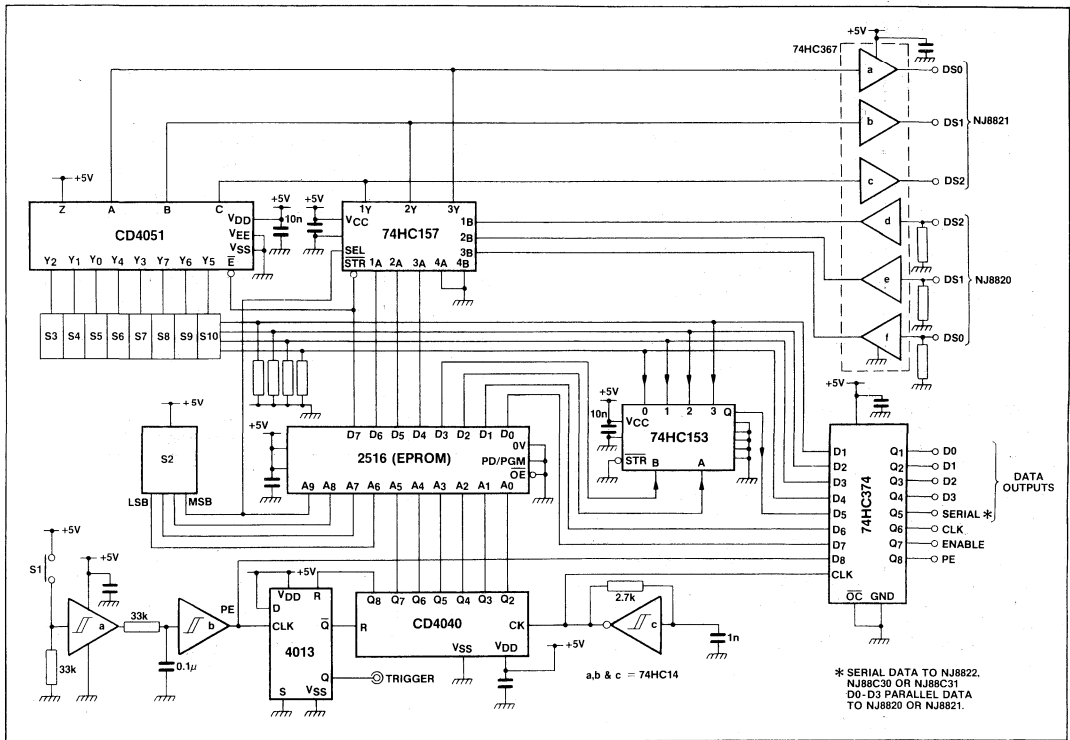 +5V
74HC367
a
DS0
b
DS1
NJ8821
c
DS2
d
DS2
e
DS1
NJ8820
f
DS0
+5V
Z
A
B
C
VDD
VEE
VSS
CD4051
Y2 Y1 Y0 Y4 Y3 Y7 Y6 Y5
E
+5V
10n
+5V
1Y 2Y 3Y
VCC
74HC157
SEL
STR
1A 2A 3A 4A 4B
1B
2B
3B
S3 S4 S5 S6 S7 S8 S9 S10
+5V
S2
LSB
MSB
+5V
D7 D6 D5 D4 D3 D2 D1 D0
0V
2516 (EPROM)
PD/PGM
OE
A9 A8 A7 A6 A5 A4 A3 A2 A1 A0
+5V
10n
0 1 2 3 Q
VCC
74HC153
STR
B
A
+5V
D1
D2
D3
D4
D5
D6
D7
D8
CLK
74HC374
OC GND
Q1
Q2
Q3
Q4
Q5
Q6
Q7
Q8
D0
D1
D2
D3
SERIAL *
CLK
ENABLE
PE
DATA
OUTPUTS
+5V
S1
+5V
a
33k
33k
0.1μ
b
PE
+5V
VDD R
D
CLK
Q
4013
Q
S VSS
TRIGGER
Q8 Q7 Q6 Q5 Q4 Q3 Q2
R
CD4040
CK
VSS
VDD
+5V
2.7k
c
1n
a,b & c = 74HC14
* SERIAL DATA TO NJ8822.
NJ88C30 OR NJ88C31
D0-D3 PARALLEL DATA
TO NJ8820 OR NJ8821.